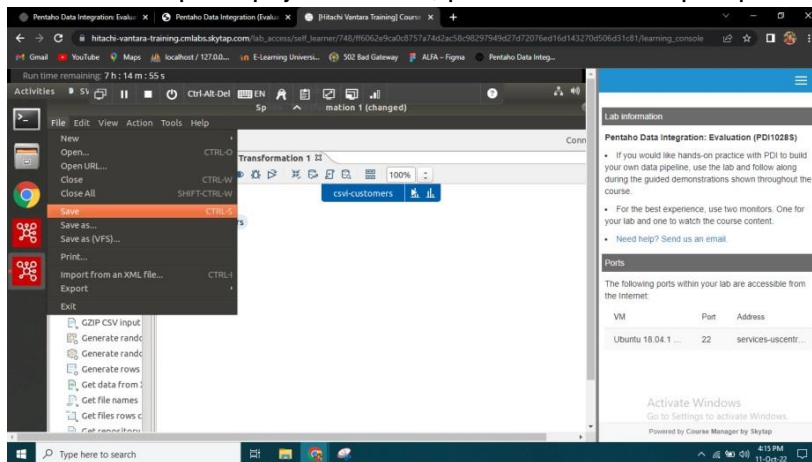 Pentaho Data Integration: Evalua
Pentaho Data Integration (Evalua
[Hitachi Vantara Training] Course
hitachi-vantara-training.cmlabs.skytap.com/lab_access/self_learner/748/ff6062e9ca0c8757a74d2ac58c98297949d27d72076ed16d143270d506d31c81/learning_console
Gmail
YouTube
Maps
localhost / 127.0.0...
E-Learning Universi...
502 Bad Gateway
ALFA – Figma
Pentaho Data Integ...
Run time remaining: 7 h : 14 m : 55 s
Activities
Ctrl-Alt-Del
EN
Sp
mation 1 (changed)
File Edit View Action Tools Help
Conn
New
Open... CTRL-O
Open URL...
Close CTRL-W
Close All SHIFT-CTRL-W
Save CTRL-S
Save as...
Save as (VFS)...
Print...
Import from an XML file... CTRL-I
Export
Exit
Transformation 1
100%
csvi-customers
GZIP CSV input
Generate rando
Generate rando
Generate rows
Get data from
Get file names
Get files rows c
Get repository
Lab information
Pentaho Data Integration: Evaluation (PDI1028S)
If you would like hands-on practice with PDI to build
your own data pipeline, use the lab and follow along
during the guided demonstrations shown throughout the
course.
For the best experience, use two monitors. One for
your lab and one to watch the course content.
Need help? Send us an email.
Ports
The following ports within your lab are accessible from
the Internet:
VM Port Address
Ubuntu 18.04.1 ... 22 services-uscentr...
Activate Windows
Go to Settings to activate Windows.
Powered by Course Manager by Skytap
Type here to search
4:15 PM
11-Oct-22